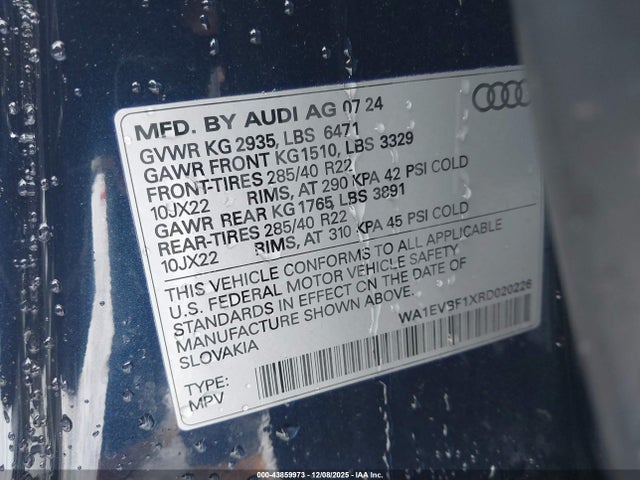 MFD. BY AUDI AG 07 24
GVWR KG 2935, LBS 6471
GAWR FRONT KG1510, LBS 3329
FRONT-TIRES 285/40 R22
10JX22 RIMS, AT 290 KPA 42 PSI COLD
GAWR REAR KG1765, LBS 3891
REAR-TIRES 285/40 R22
10JX22 RIMS, AT 310 KPA 45 PSI COLD
THIS VEHICLE CONFORMS TO ALL APPLICABLE
U.S. FEDERAL MOTOR VEHICLE SAFETY
STANDARDS IN EFFECT ON THE DATE OF
MANUFACTURE SHOWN ABOVE.
SLOVAKIA
WA1EVBF1XRD020226
TYPE:
MPV
000-43859973 - 12/08/2025 - IAA Inc.